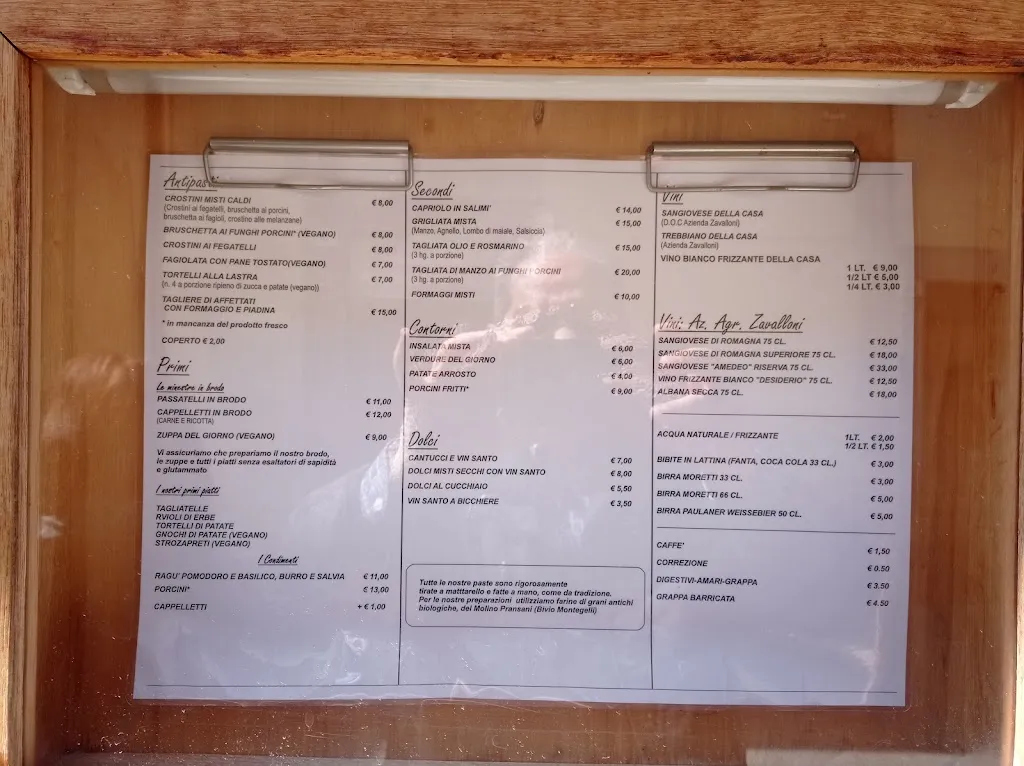 Antipasti
CROSTINI MISTI CALDI € 8,00
(Crostini ai fegatelli, bruschetta ai porcini,
bruschetta ai fagioli, crostino alle melanzane)
BRUSCHETTA AI FUNGHI PORCINI* (VEGANO) € 8,00
CROSTINI AI FEGATELLI € 8,00
FAGIOLATA CON PANE TOSTATO(VEGANO) € 7,00
TORTELLI ALLA LASTRA € 7,00
(n. 4 a porzione ripieno di zucca e patate (vegano))
TAGLIERE DI AFFETTATI
CON FORMAGGIO E PIADINA € 15,00
* in mancanza del prodotto fresco
COPERTO € 2,00
Primi
Le minestre in brodo
PASSATELLI IN BRODO € 11,00
CAPPELLETTI IN BRODO € 12,00
(CARNE E RICOTTA)
ZUPPA DEL GIORNO (VEGANO) € 9,00
Vi assicuriamo che prepariamo il nostro brodo,
le zuppe e tutti i piatti senza esaltatori di sapidità
e glutammato
I nostri primi piatti
TAGLIATELLE
RVIOLI DI ERBE
TORTELLI DI PATATE
GNOCHI DI PATATE (VEGANO)
STROZAPRETI (VEGANO)
I Condimenti
RAGU' POMODORO E BASILICO, BURRO E SALVIA € 11,00
PORCINI* € 13,00
CAPPELLETTI + € 1,00
Secondi
CAPRIOLO IN SALIMI' € 14,00
GRIGLIATA MISTA € 15,00
(Manzo, Agnello, Lombo di maiale, Salsiccia)
TAGLIATA OLIO E ROSMARINO € 15,00
(3 hg. a porzione)
TAGLIATA DI MANZO AI FUNGHI PORCINI € 20,00
(3 hg. a porzione)
FORMAGGI MISTI € 10,00
Contorni
INSALATA MISTA € 6,00
VERDURE DEL GIORNO € 6,00
PATATE ARROSTO € 4,00
PORCINI FRITTI* € 9,00
Dolci
CANTUCCI E VIN SANTO € 7,00
DOLCI MISTI SECCHI CON VIN SANTO € 8,00
DOLCI AL CUCCHIAIO € 5,50
VIN SANTO A BICCHIERE € 3,50
Tutte le nostre paste sono rigorosamente
tirate a matttarello e fatte a mano, come da tradizione.
Per le nostre preparazioni utilizziamo farine di grani antichi
biologiche, del Molino Pransani (Bivio Montegelli)
Vini
SANGIOVESE DELLA CASA
(D.O.C Azienda Zavalloni)
TREBBIANO DELLA CASA
(Azienda Zavalloni)
VINO BIANCO FRIZZANTE DELLA CASA
1 LT. € 9,00
1/2 LT € 5,00
1/4 LT. € 3,00
Vini: Az. Agr. Zavalloni
SANGIOVESE DI ROMAGNA 75 CL. € 12,50
SANGIOVESE DI ROMAGNA SUPERIORE 75 CL. € 18,00
SANGIOVESE "AMEDEO" RISERVA 75 CL. € 33,00
VINO FRIZZANTE BIANCO "DESIDERIO" 75 CL. € 12,50
ALBANA SECCA 75 CL. € 18,00
ACQUA NATURALE / FRIZZANTE 1LT. € 2,00
1/2 LT. € 1,50
BIBITE IN LATTINA (FANTA, COCA COLA 33 CL.) € 3,00
BIRRA MORETTI 33 CL. € 3,00
BIRRA MORETTI 66 CL. € 5,00
BIRRA PAULANER WEISSEBIER 50 CL. € 5,00
CAFFE' € 1,50
CORREZIONE € 0.50
DIGESTIVI-AMARI-GRAPPA € 3.50
GRAPPA BARRICATA € 4.50